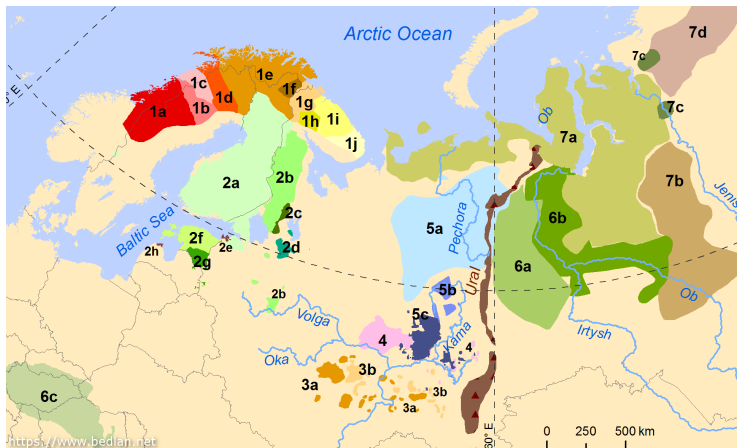 Arctic Ocean
7d
7c
1e
1c
1f
1d
1g
7c
1b
1a
1i
1h
Ob
7a
1j
7b
2a
2b
Jenis
2c
5a
Pechora
6b
Baltic Sea
2f
2e
2d
2h
2g
6a
Ural
5b
2b
Ob
Volga
5c
Irtysh
4
Kama
4
Oka
3b
3a
3b
3a
6c
0 250 500 km
https://www.bedlan.net